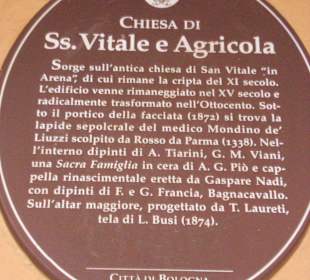 CHIESA DI
Ss. Vitale e Agricola
Sorge sull'antica chiesa di San Vitale "in
Arena", di cui rimane la cripta del XI secolo.
L'edificio venne rimaneggiato nel XV secolo e
radicalmente trasformato nell'Ottocento. Sot-
to il portico della facciata (1872) si trova la
lapide sepolcrale del medico Mondino de'
Liuzzi scolpito da Rosso da Parma (1338). Nel-
l'interno dipinti di A. Tiarini, G. M. Viani,
una Sacra Famiglia in cera di A. G. Piò e cap-
pella rinascimentale eretta da Gaspare Nadi,
con dipinti di F. e G. Francia, Bagnacavallo.
Sull'altar maggiore, progettato da T. Laureti,
tela di L. Busi (1874).
CITTÀ DI BOLOGNA